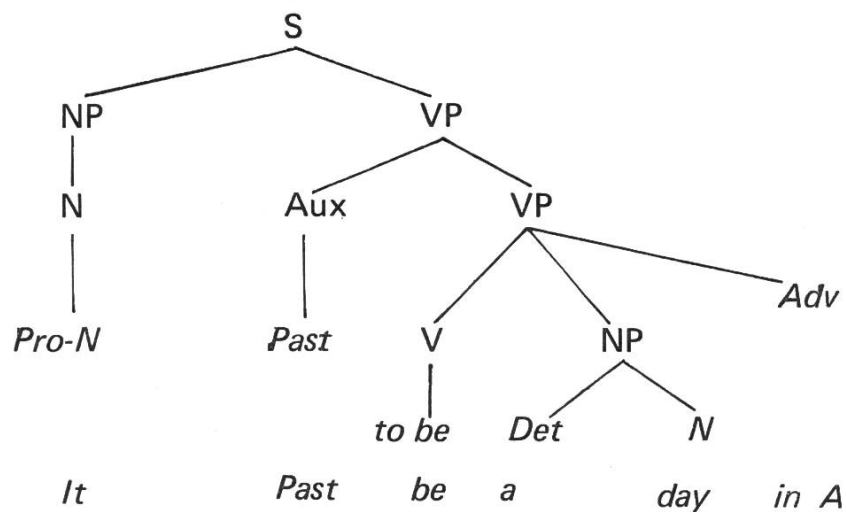 S
NP VP
N Aux VP
Adv
Pro-N Past V NP
to be Det N
It Past be a day in A